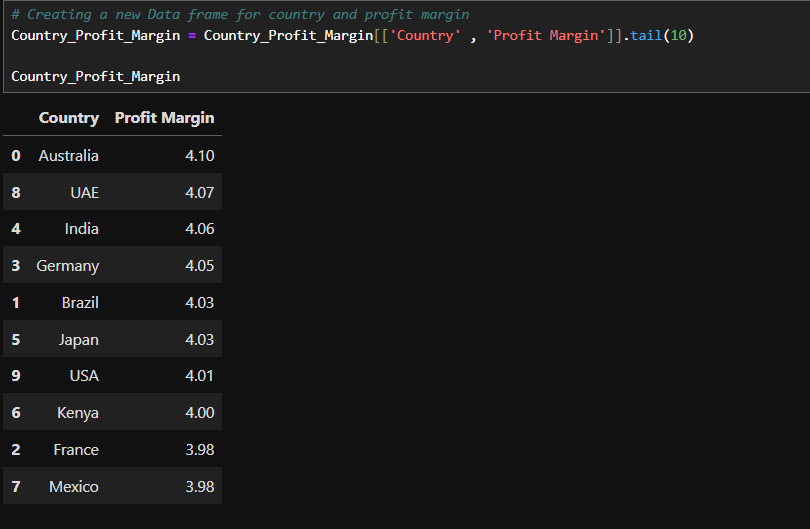 # Creating a new Data frame for country and profit margin
Country_Profit_Margin = Country_Profit_Margin[['Country' , 'Profit Margin']].tail(10)
Country_Profit_Margin
Country Profit Margin
0 Australia 4.10
8 UAE 4.07
4 India 4.06
3 Germany 4.05
1 Brazil 4.03
5 Japan 4.03
9 USA 4.01
6 Kenya 4.00
2 France 3.98
7 Mexico 3.98